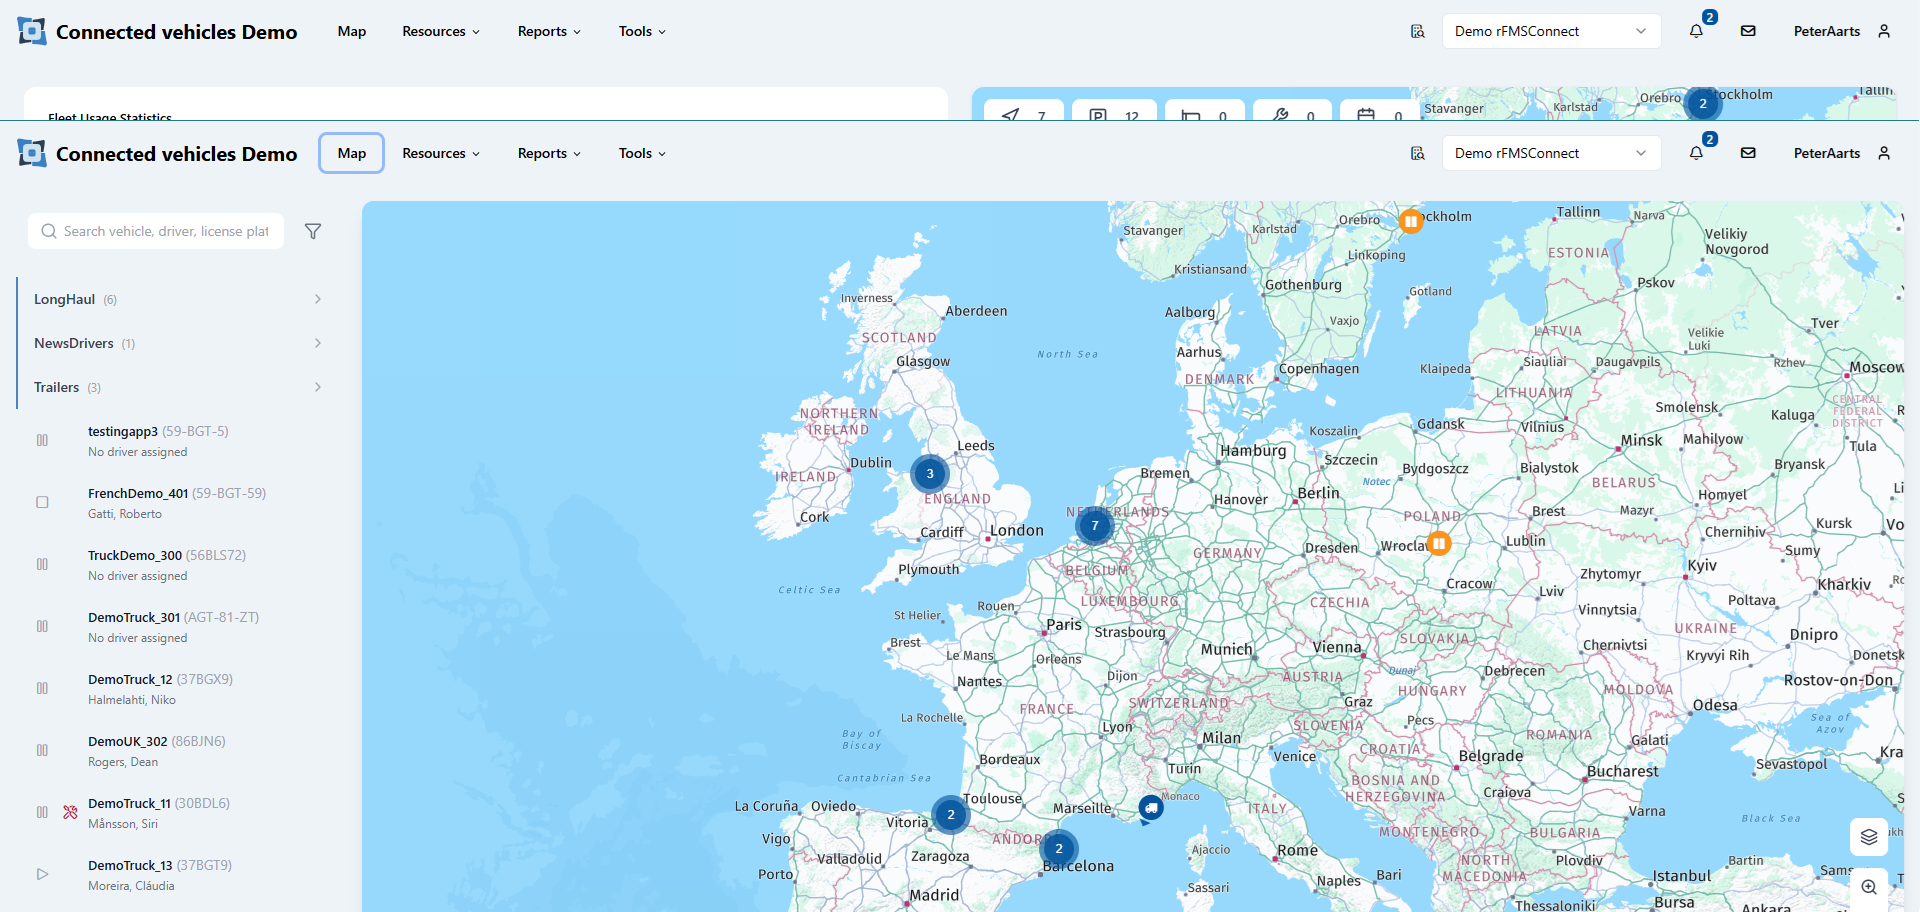 Connected vehicles Demo
Map
Resources
Reports
Tools
Demo rFMSConnect
2
PeterAarts
Fleet Usage Statistics
7
12
0
0
0
Stavanger
Karlstad
Orebro
Stockholm
2
Tallin
Connected vehicles Demo
Map
Resources
Reports
Tools
Demo rFMSConnect
2
PeterAarts
Search vehicle, driver, license plat
LongHaul (6)
NewsDrivers (1)
Trailers (3)
testingapp3 (59-BGT-5)
No driver assigned
FrenchDemo_401 (59-BGT-59)
Gatti, Roberto
TruckDemo_300 (56BLS72)
No driver assigned
DemoTruck_301 (AGT-81-ZT)
No driver assigned
DemoTruck_12 (37BGX9)
Halmelahti, Niko
DemoUK_302 (86BJN6)
Rogers, Dean
DemoTruck_11 (30BDL6)
Månsson, Siri
DemoTruck_13 (37BGT9)
Moreira, Cláudia
Stavanger
Karlstad
Orebro
ockholm
Tallinn
Narva
Velikiy
Novgorod
ESTONIA
Linkoping
Kristiansand
Gothenburg
Gotland
Pskov
Inverness
Aberdeen
SCOTLAND
Glasgow
North Sea
Aalborg
Vaxjo
LATVIA
Velikie
Luki
Tver
Aarhus
DENMARK
Copenhagen
Klaipeda
Siauliai
Daugavpils
Rzhev
Moscow
LITHUANIA
CENTRAL
FEDERAL
DISTRICT
NORTHERN
IRELAND
Smolensk
Kaluga
Koszalin
Gdansk
Vilnius
Minsk
Mahilyow
Tula
Leeds
Dublin
IRELAND
3
ENGLAND
Hamburg
Bremen
Szczecin
Bydgoszcz
Bialystok
Bryansk
Notec
BELARUS
Homyel
Li
Hanover
Berlin
Cork
Cardiff
London
NETHERLANDS
7
POLAND
Brest
Mazyr
Chernihiv
Kursk
Vo
Plymouth
BELGIUM
GERMANY
Dresden
Wrocla
Lublin
Sumy
Kyiv
Celtic Sea
LUXEMBOURG
Cracow
Zhytomyr
Kharkiv
St Helier
Rouen
CZECHIA
Lviv
Vinnytsia
Poltava
Paris
Strasbourg
Brest
Le Mans
Orleans
Munich
Vienna
SLOVAKIA
Chernivtsi
UKRAINE
Dnipro
Kryvyi Rih
Donetsk
Nantes
Dijon
AUSTRIA
Dunaj
Debrecen
HUNGARY
MOLDOVA
Rostov-on-Don
La Rochelle
FRANCE
SWITZERLAND
Graz
Odesa
Bay of
Biscay
Lyon
SLOVENIA
Pecs
Sea of
Azov
Milan
Venice
CROATIA
ROMANIA
Galati
Kra
Bordeaux
Turin
Belgrade
Bucharest
Sevastopol
Cantabrian Sea
BOSNIA AND
HERZEGOVINA
Craiova
La Coruña
Oviedo
Toulouse
Marseille
Monaco
ITALY
Varna
Vitoria
2
Black Sea
Vigo
ANDOR
MONTENEGRO
BULGARIA
Valladolid
Zaragoza
2
Barcelona
Ajaccio
Rome
NORTH
MACEDONIA
Plovdiv
Bartin
Sams
Porto
Sassari
Naples
Bari
Istanbul
Madrid
Thessaloniki
Bursa
Ankara